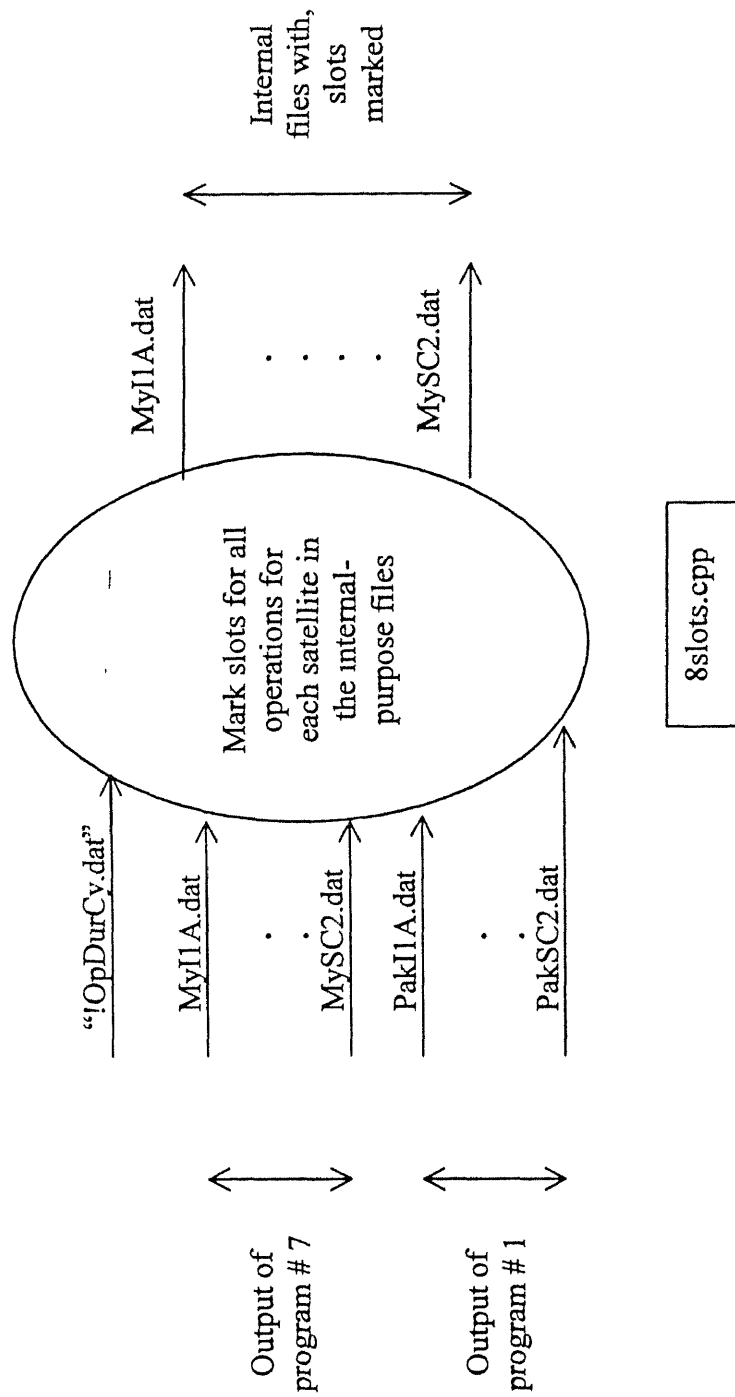 Output of
program # 7
Output of
program # 1
“!OpDurCy.dat”
MyI1A.dat
MySC2.dat
PakI1A.dat
PakSC2.dat
Mark slots for all
operations for
each satellite in
the internal-
purpose files
MyI1A.dat
MySC2.dat
Internal
files with,
slots
marked
8slots.cpp